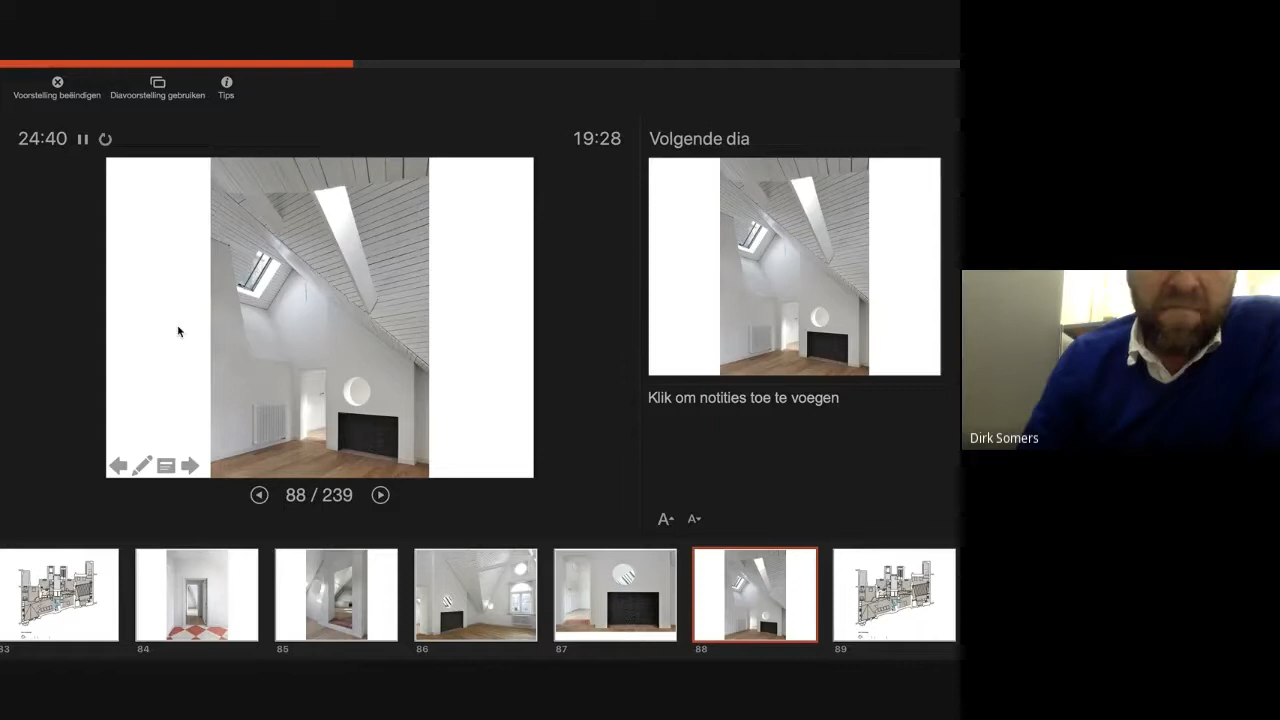 Voorstelling beëindigen
Diavoorstelling gebruiken
Tips
24:40
19:28
Volgende dia
Klik om notities toe te voegen
88 / 239
A A
Dirk Somers
83
84
85
86
87
88
89